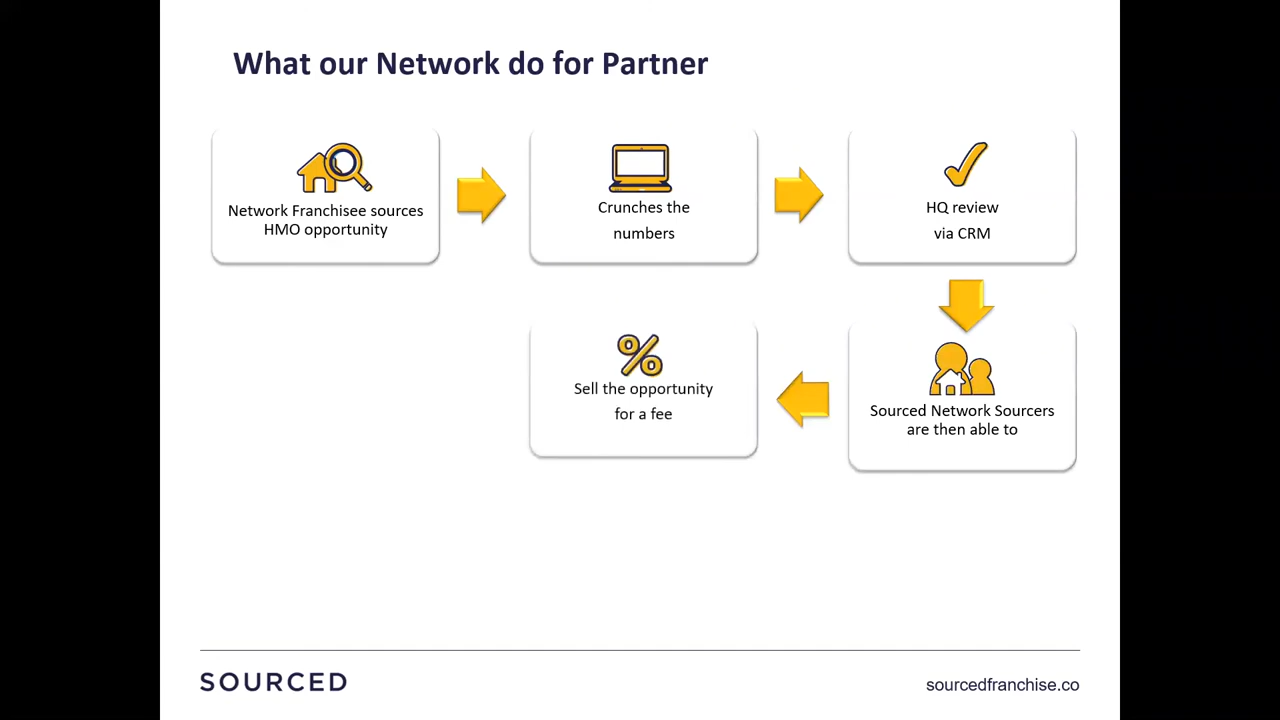 What our Network do for Partner
Network Franchisee sources
HMO opportunity
Crunches the
numbers
HQ review
via CRM
Sourced Network Sourcers
are then able to
%
Sell the opportunity
for a fee
SOURCED
sourcedfranchise.co